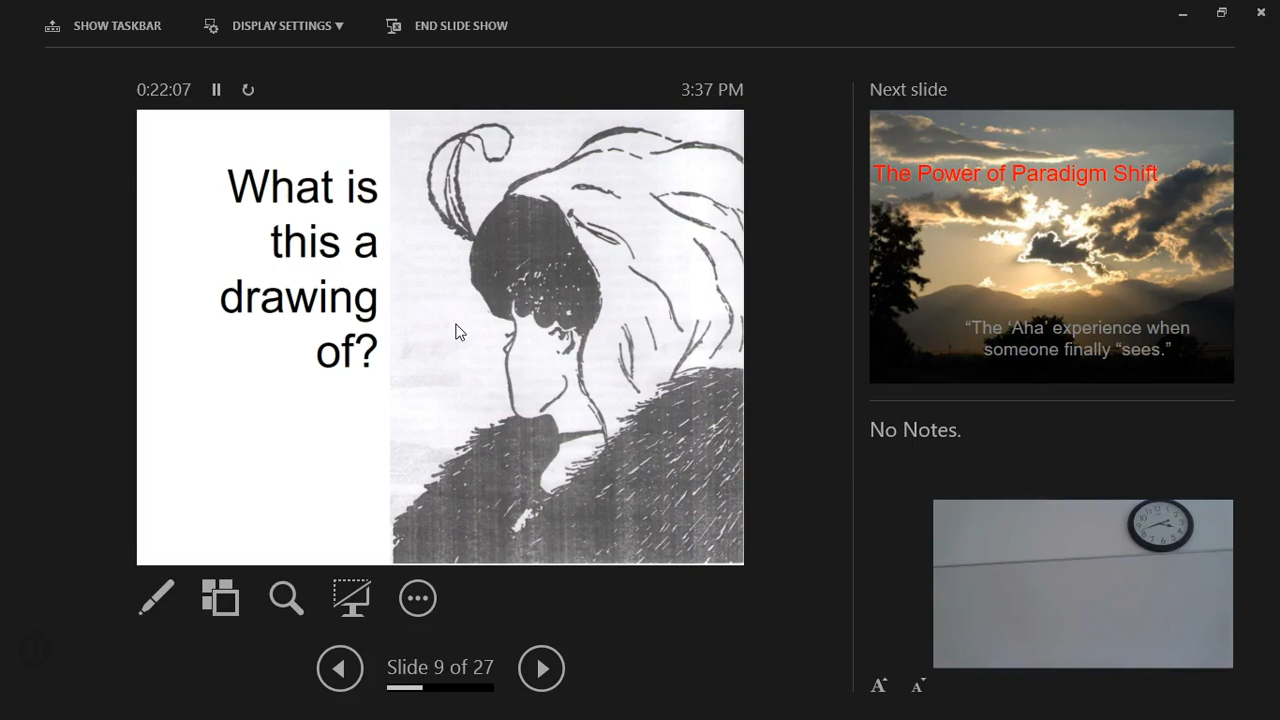 SHOW TASKBAR
DISPLAY SETTINGS ▼
END SLIDE SHOW
0:22:07
3:37 PM
What is
this a
drawing
of?
Slide 9 of 27
Next slide
The Power of Paradigm Shift
“The ‘Aha’ experience when
someone finally “sees.”
No Notes.
A A